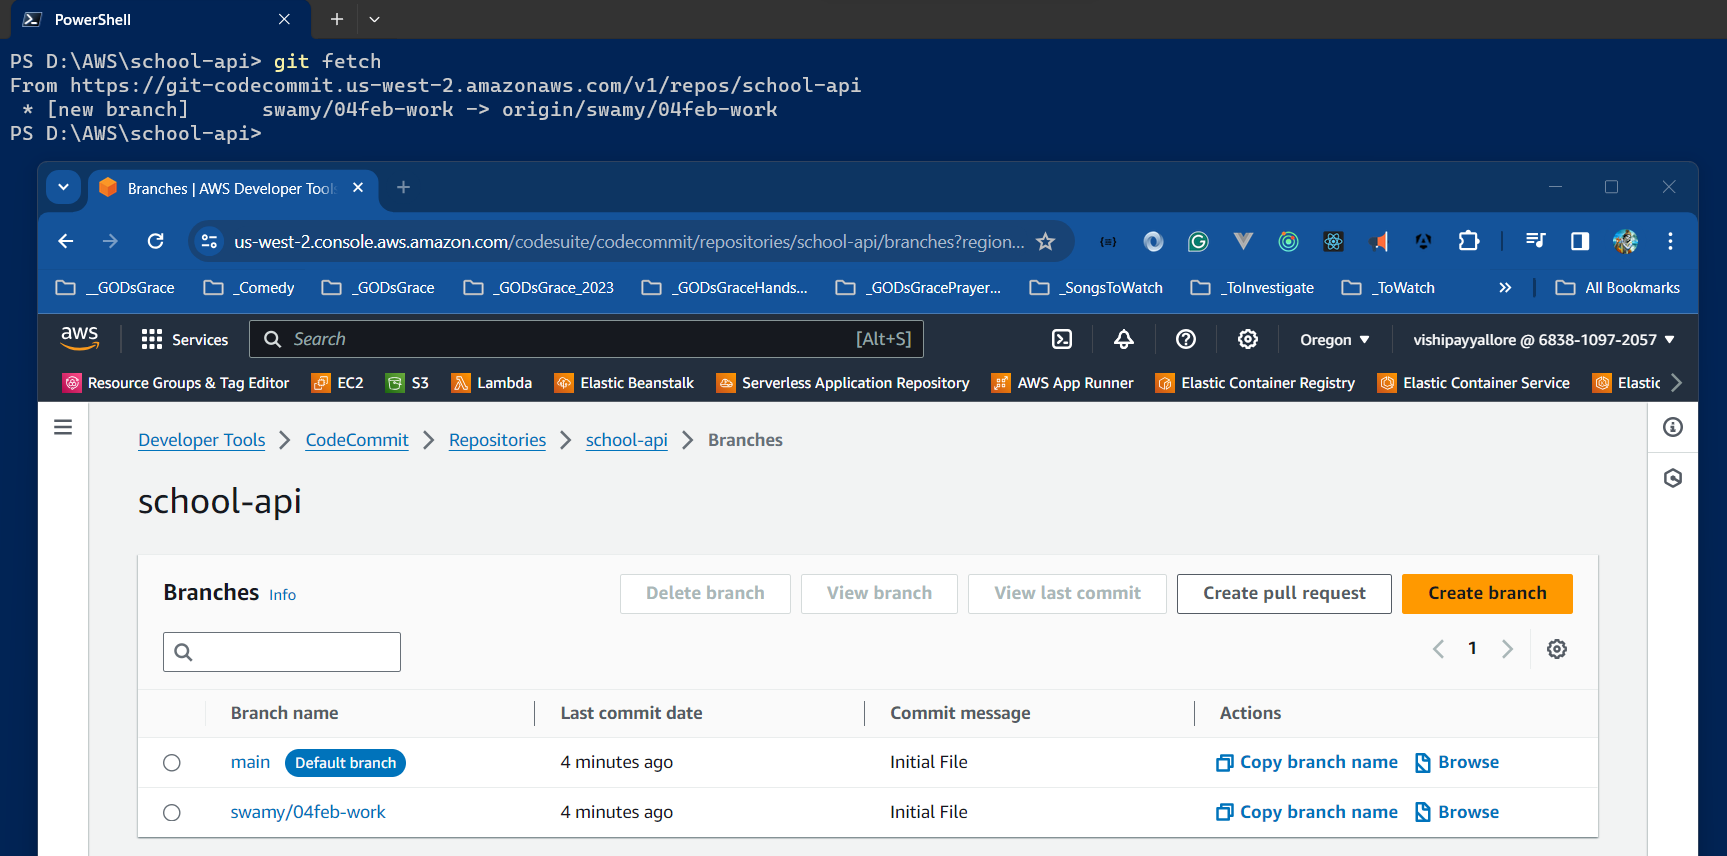 PowerShell
PS D:\AWS\school-api> git fetch
From https://git-codecommit.us-west-2.amazonaws.com/v1/repos/school-api
* [new branch]      swamy/04feb-work -> origin/swamy/04feb-work
PS D:\AWS\school-api>
Branches | AWS Developer Tool
us-west-2.console.aws.amazon.com/codesuite/codecommit/repositories/school-api/branches?region...
__GODsGrace _Comedy _GODsGrace _GODsGrace_2023 _GODsGraceHands... _GODsGracePrayer... _SongsToWatch _ToInvestigate _ToWatch » All Bookmarks
aws Services Search [Alt+S] Oregon vishipayyallore @ 6838-1097-2057
Resource Groups & Tag Editor EC2 S3 Lambda Elastic Beanstalk Serverless Application Repository AWS App Runner Elastic Container Registry Elastic Container Service Elastic
Developer Tools > CodeCommit > Repositories > school-api > Branches
school-api
Branches Info Delete branch View branch View last commit Create pull request Create branch
1
Branch name Last commit date Commit message Actions
main Default branch 4 minutes ago Initial File Copy branch name Browse
swamy/04feb-work 4 minutes ago Initial File Copy branch name Browse